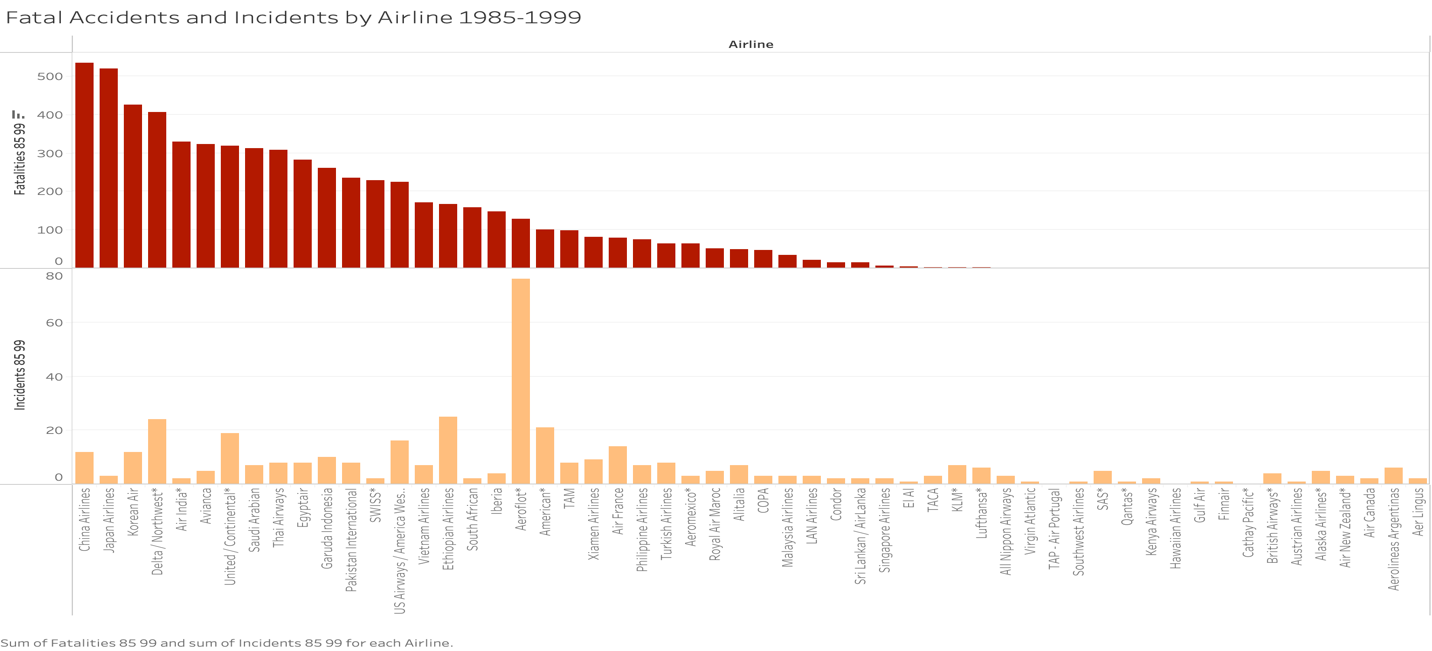 Fatal Accidents and Incidents by Airline 1985-1999
Airline
Fatalities 85 99
500
400
300
200
100
0
Incidents 85 99
80
60
40
20
0
China Airlines
Japan Airlines
Korean Air
Delta / Northwest*
Air India*
Avianca
United / Continental*
Saudi Arabian
Thai Airways
Egyptair
Garuda Indonesia
Pakistan International
SWISS*
US Airways / America Wes..
Vietnam Airlines
Ethiopian Airlines
South African
Iberia
Aeroflot*
American*
TAM
Xiamen Airlines
Air France
Philippine Airlines
Turkish Airlines
Aeromexico*
Royal Air Maroc
Alitalia
COPA
Malaysia Airlines
LAN Airlines
Condor
Sri Lankan / AirLanka
Singapore Airlines
El Al
TACA
KLM*
Lufthansa*
All Nippon Airways
Virgin Atlantic
TAP - Air Portugal
Southwest Airlines
SAS*
Qantas*
Kenya Airways
Hawaiian Airlines
Gulf Air
Finnair
Cathay Pacific*
British Airways*
Austrian Airlines
Alaska Airlines*
Air New Zealand*
Air Canada
Aerolineas Argentinas
Aer Lingus
Sum of Fatalities 85 99 and sum of Incidents 85 99 for each Airline.